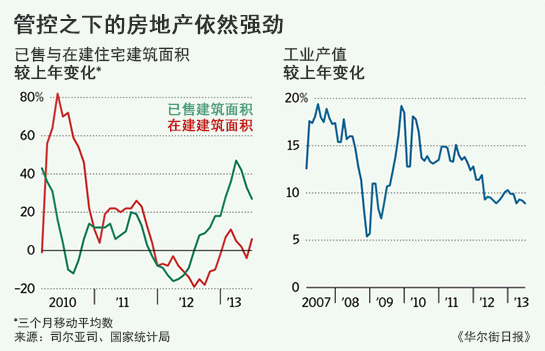 管控之下的房地产依然强劲
已售与在建住宅建筑面积
较上年变化*
80%
60
40
20
0
-20
已售建筑面积
在建建筑面积
2010 '11 '12 '13
工业产值
较上年变化
20%
15
10
5
0
2007 '08 '09 '10 '11 '12 '13
*三个月移动平均数
来源：司尔亚司、国家统计局
《华尔街日报》